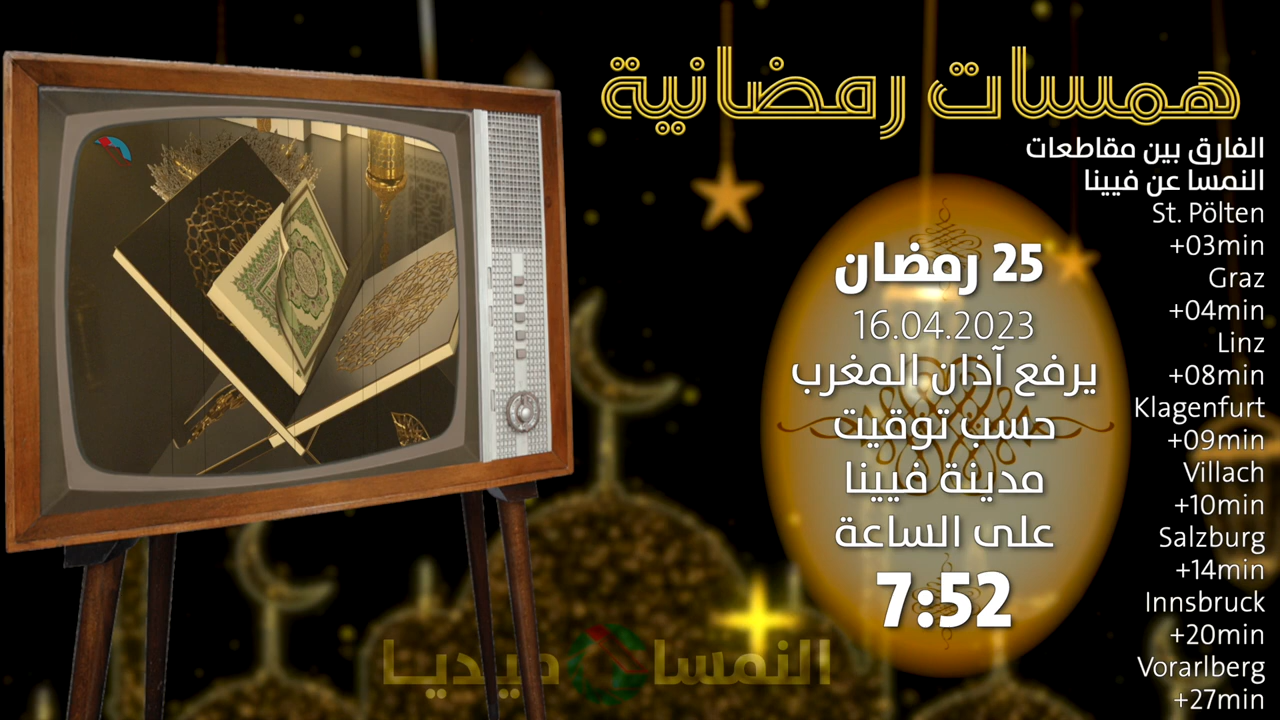 همسات رمضانية
الفارق بين مقاطعات
النمسا عن فيينا
St. Pölten
+03min
Graz
+04min
Linz
+08min
Klagenfurt
+09min
Villach
+10min
Salzburg
+14min
Innsbruck
+20min
Vorarlberg
+27min
25 رمضان
16.04.2023
يرفع آذان المغرب
حسب توقيت
مدينة فيينا
على الساعة
7:52
النمسا ميديا